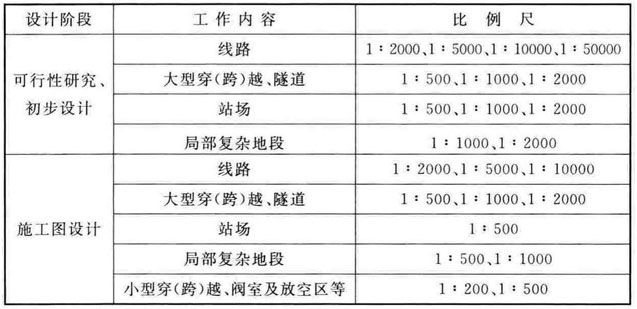 设计阶段 工作内容 比例尺
可行性研究、初步设计 线路 1∶2000、1∶5000、1∶10000、1∶50000
大型穿(跨)越、隧道 1∶500、1∶1000、1∶2000
站场 1∶500、1∶1000、1∶2000
局部复杂地段 1∶1000、1∶2000
施工图设计 线路 1∶2000、1∶5000、1∶10000
大型穿(跨)越、隧道 1∶500、1∶1000、1∶2000
站场 1∶500
局部复杂地段 1∶500、1∶1000
小型穿(跨)越、阀室及放空区等 1∶200、1∶500